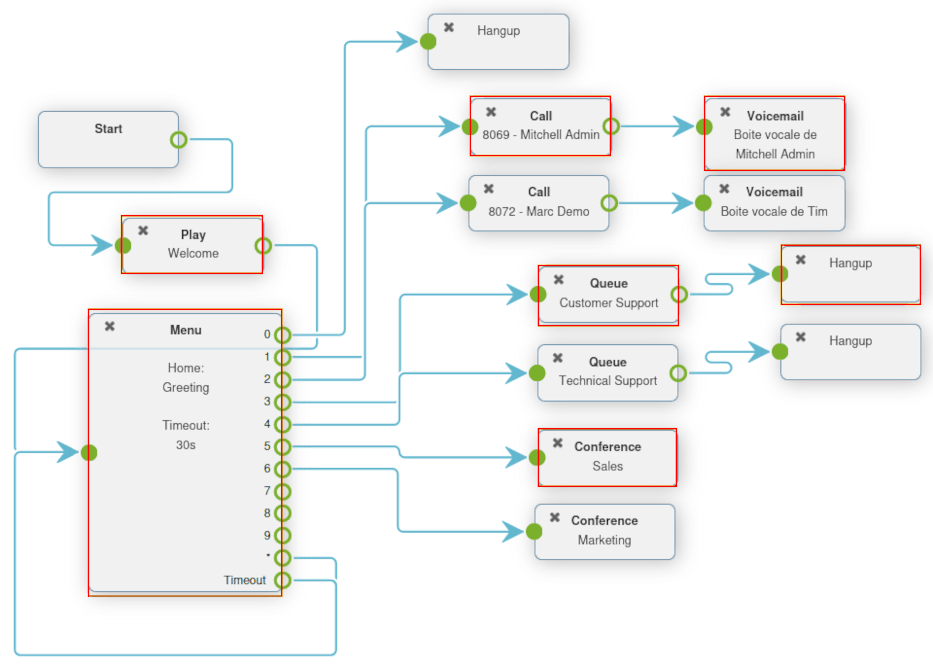 Hangup
Start
Call
8069 - Mitchell Admin
Voicemail
Boite vocale de
Mitchell Admin
Call
8072 - Marc Demo
Voicemail
Boite vocale de Tim
Play
Welcome
Queue
Customer Support
Hangup
Menu
Home:
Greeting
Timeout:
30s
0
1
2
3
4
5
6
7
8
9
*
Timeout
Queue
Technical Support
Hangup
Conference
Sales
Conference
Marketing